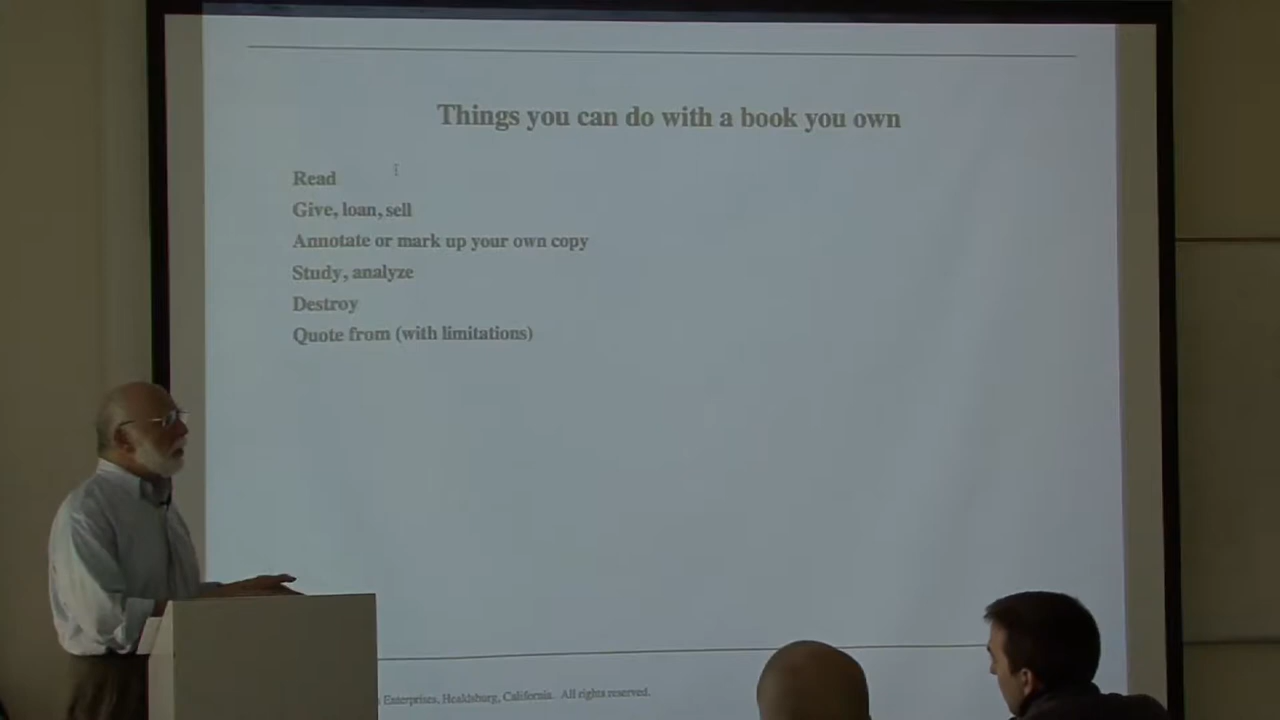 Things you can do with a book you own
Read
Give, loan, sell
Annotate or mark up your own copy
Study, analyze
Destroy
Quote from (with limitations)
Enterprises, Healdsburg, California. All rights reserved.